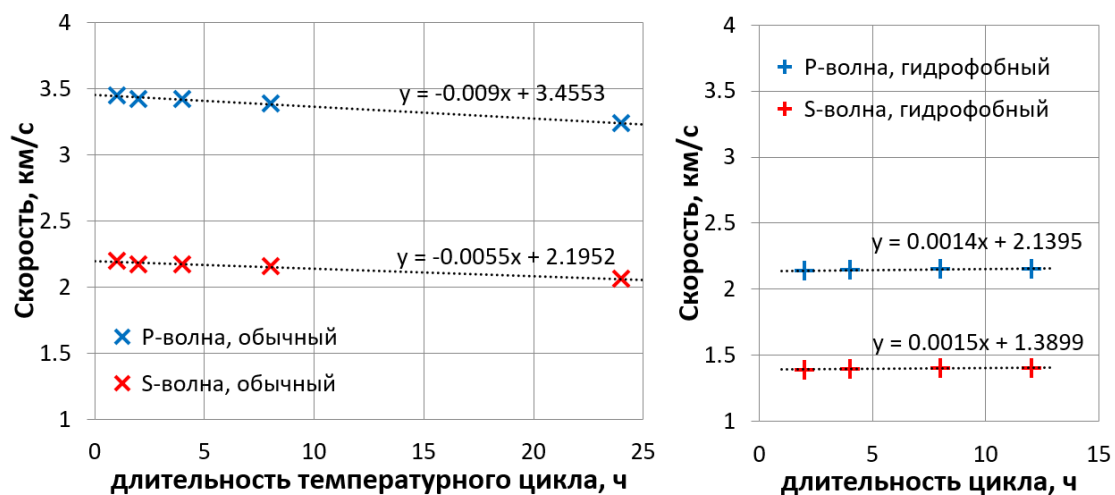 4
3.5
3
2.5
2
1.5
1
Скорость, км/с
y = -0.009x + 3.4553
y = -0.0055x + 2.1952
P-волна, обычный
S-волна, обычный
0 5 10 15 20 25
длительность температурного цикла, ч
4
3.5
3
2.5
2
1.5
1
Скорость, км/с
P-волна, гидрофобный
S-волна, гидрофобный
y = 0.0014x + 2.1395
y = 0.0015x + 1.3899
0 5 10 15
длительность цикла, ч